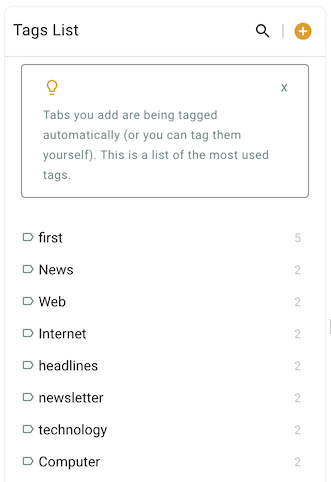 Tags List
x
Tabs you add are being tagged
automatically (or you can tag them
yourself). This is a list of the most used
tags.
first 5
News 2
Web 2
Internet 2
headlines 2
newsletter 2
technology 2
Computer 2